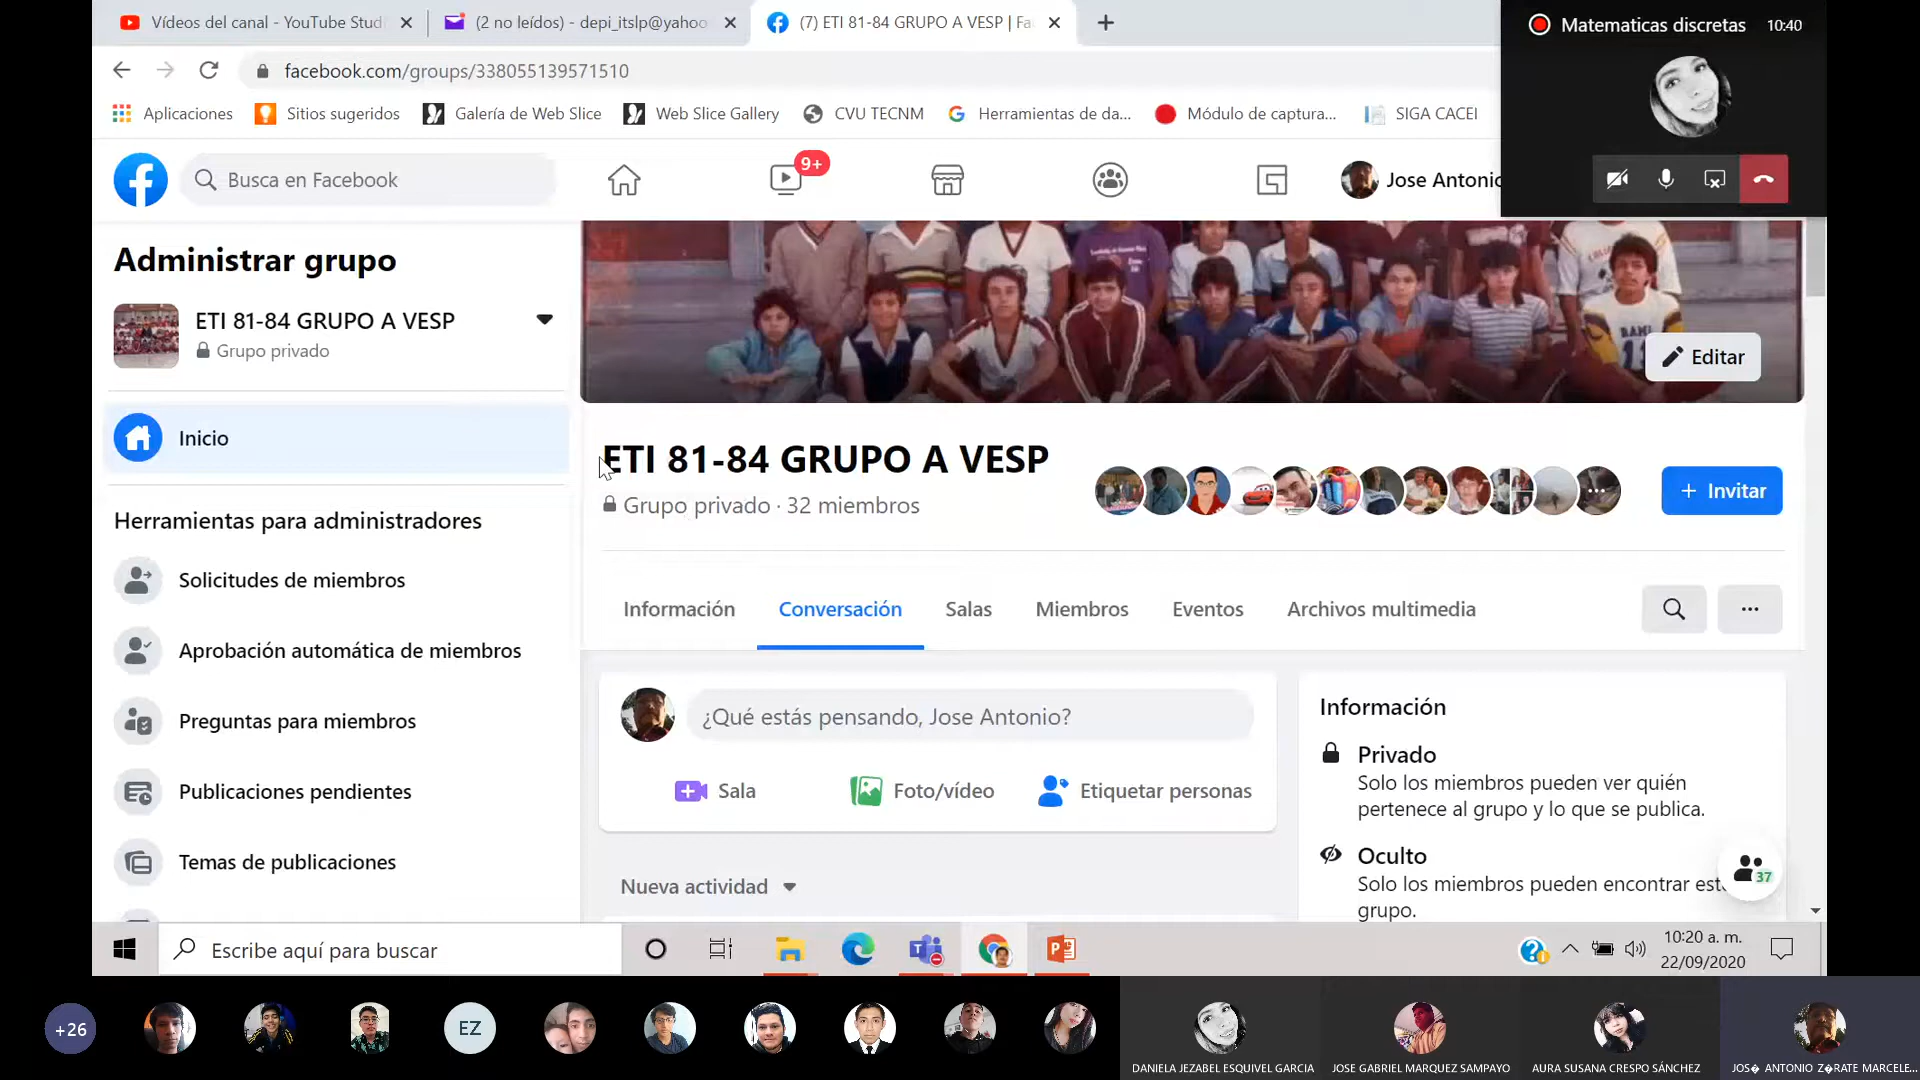 Vídeos del canal - YouTube Stud
(2 no leídos) - depi_itslp@yahoo
(7) ETI 81-84 GRUPO A VESP | Fa
Matematicas discretas 10:40
facebook.com/groups/338055139571510
Aplicaciones
Sitios sugeridos
Galería de Web Slice
Web Slice Gallery
CVU TECNM
Herramientas de da...
Módulo de captura...
SIGA CACEI
Busca en Facebook
9+
Jose Antonio
Administrar grupo
ETI 81-84 GRUPO A VESP
Grupo privado
Inicio
Herramientas para administradores
Solicitudes de miembros
Aprobación automática de miembros
Preguntas para miembros
Publicaciones pendientes
Temas de publicaciones
Editar
ETI 81-84 GRUPO A VESP
Grupo privado · 32 miembros
+ Invitar
Información
Conversación
Salas
Miembros
Eventos
Archivos multimedia
¿Qué estás pensando, Jose Antonio?
Sala
Foto/vídeo
Etiquetar personas
Nueva actividad
Información
Privado
Solo los miembros pueden ver quién
pertenece al grupo y lo que se publica.
Oculto
Solo los miembros pueden encontrar este
grupo.
37
Escribe aquí para buscar
10:20 a. m.
22/09/2020
+26
EZ
DANIELA JEZABEL ESQUIVEL GARCIA
JOSE GABRIEL MARQUEZ SAMPAYO
AURA SUSANA CRESPO SÁNCHEZ
JOS� ANTONIO Z�RATE MARCELE...